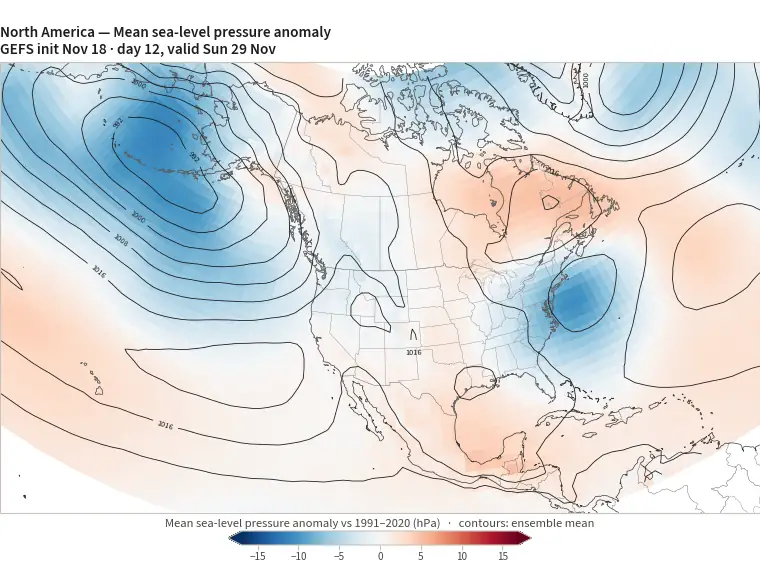 North America — Mean sea-level pressure anomaly
GEFS init Nov 18 · day 12, valid Sun 29 Nov
1000
1000
992
992
1000
1008
1016
1016
1016
1016
Mean sea-level pressure anomaly vs 1991–2020 (hPa) · contours: ensemble mean
−15 −10 −5 0 5 10 15